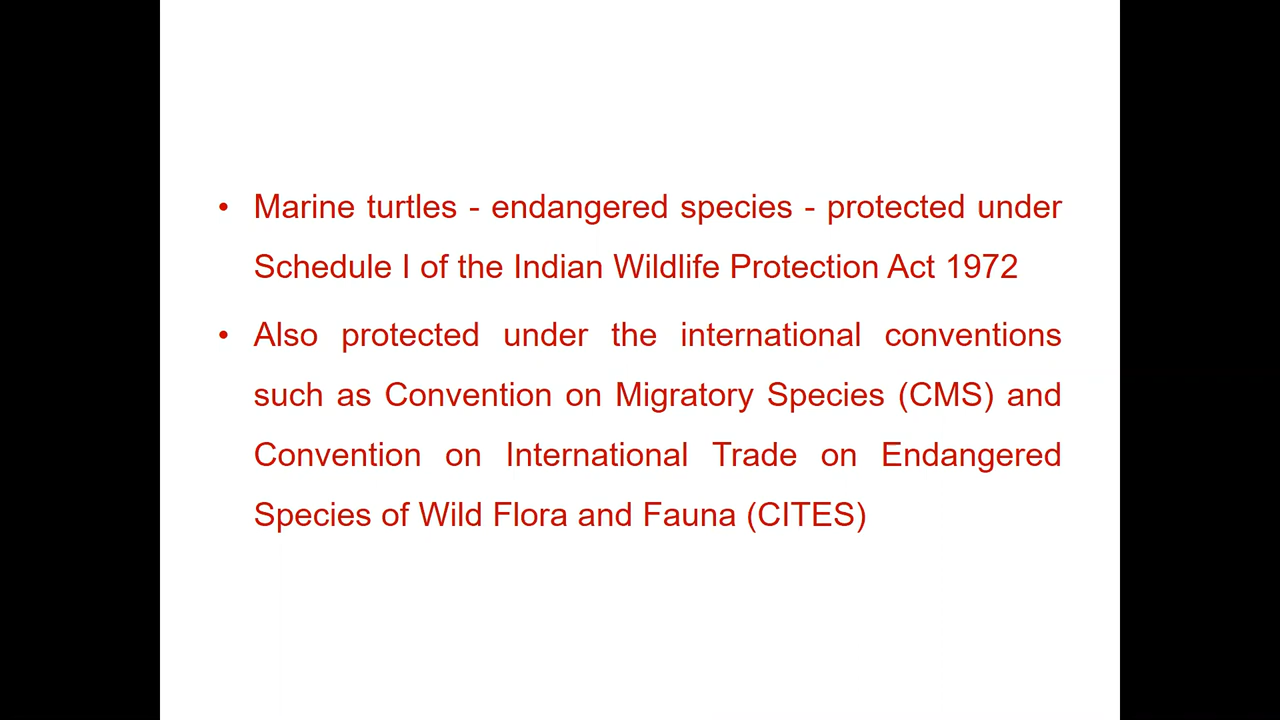 • Marine turtles - endangered species - protected under
Schedule I of the Indian Wildlife Protection Act 1972
• Also protected under the international conventions
such as Convention on Migratory Species (CMS) and
Convention on International Trade on Endangered
Species of Wild Flora and Fauna (CITES)